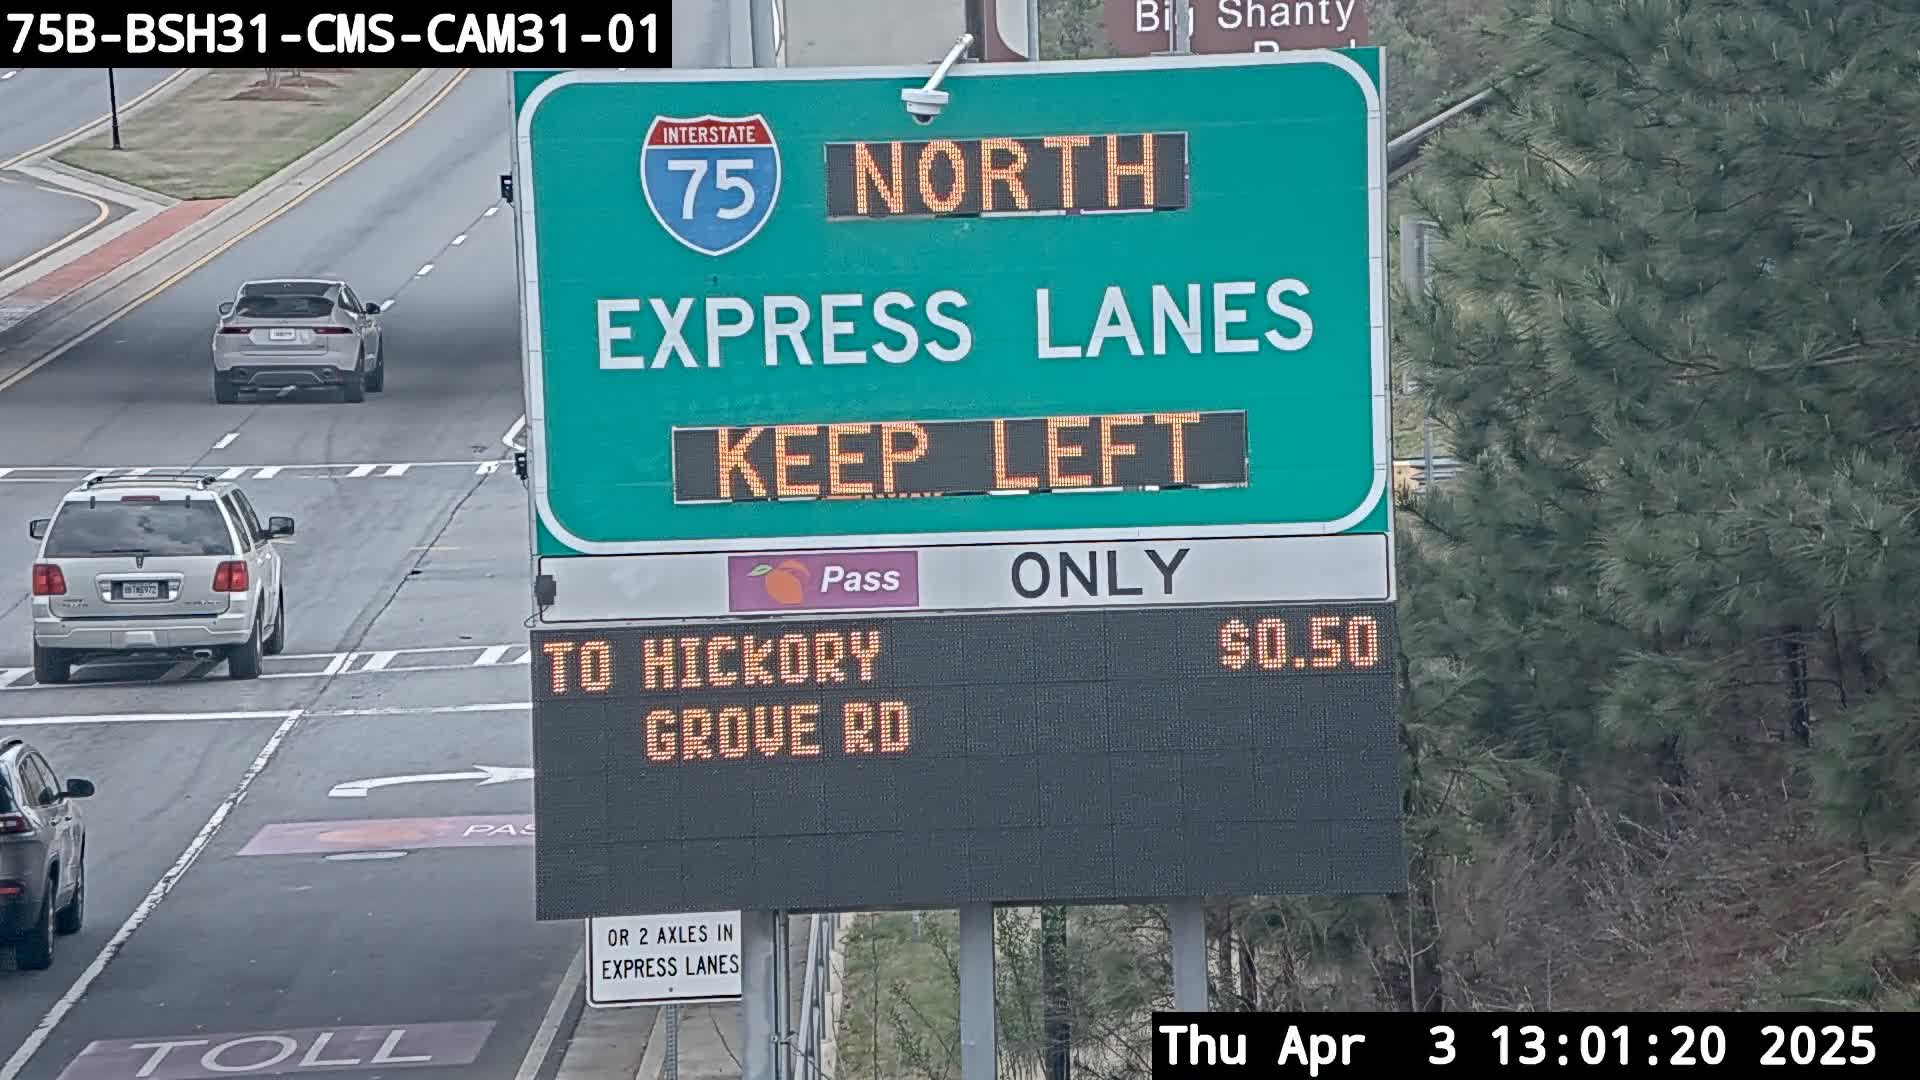 75B-BSH31-CMS-CAM31-01
Big Shanty
INTERSTATE
75
NORTH
EXPRESS LANES
KEEP LEFT
Pass ONLY
TO HICKORY $0.50
GROVE RD
PAS
OR 2 AXLES IN
EXPRESS LANES
TOLL
Thu Apr 3 13:01:20 2025